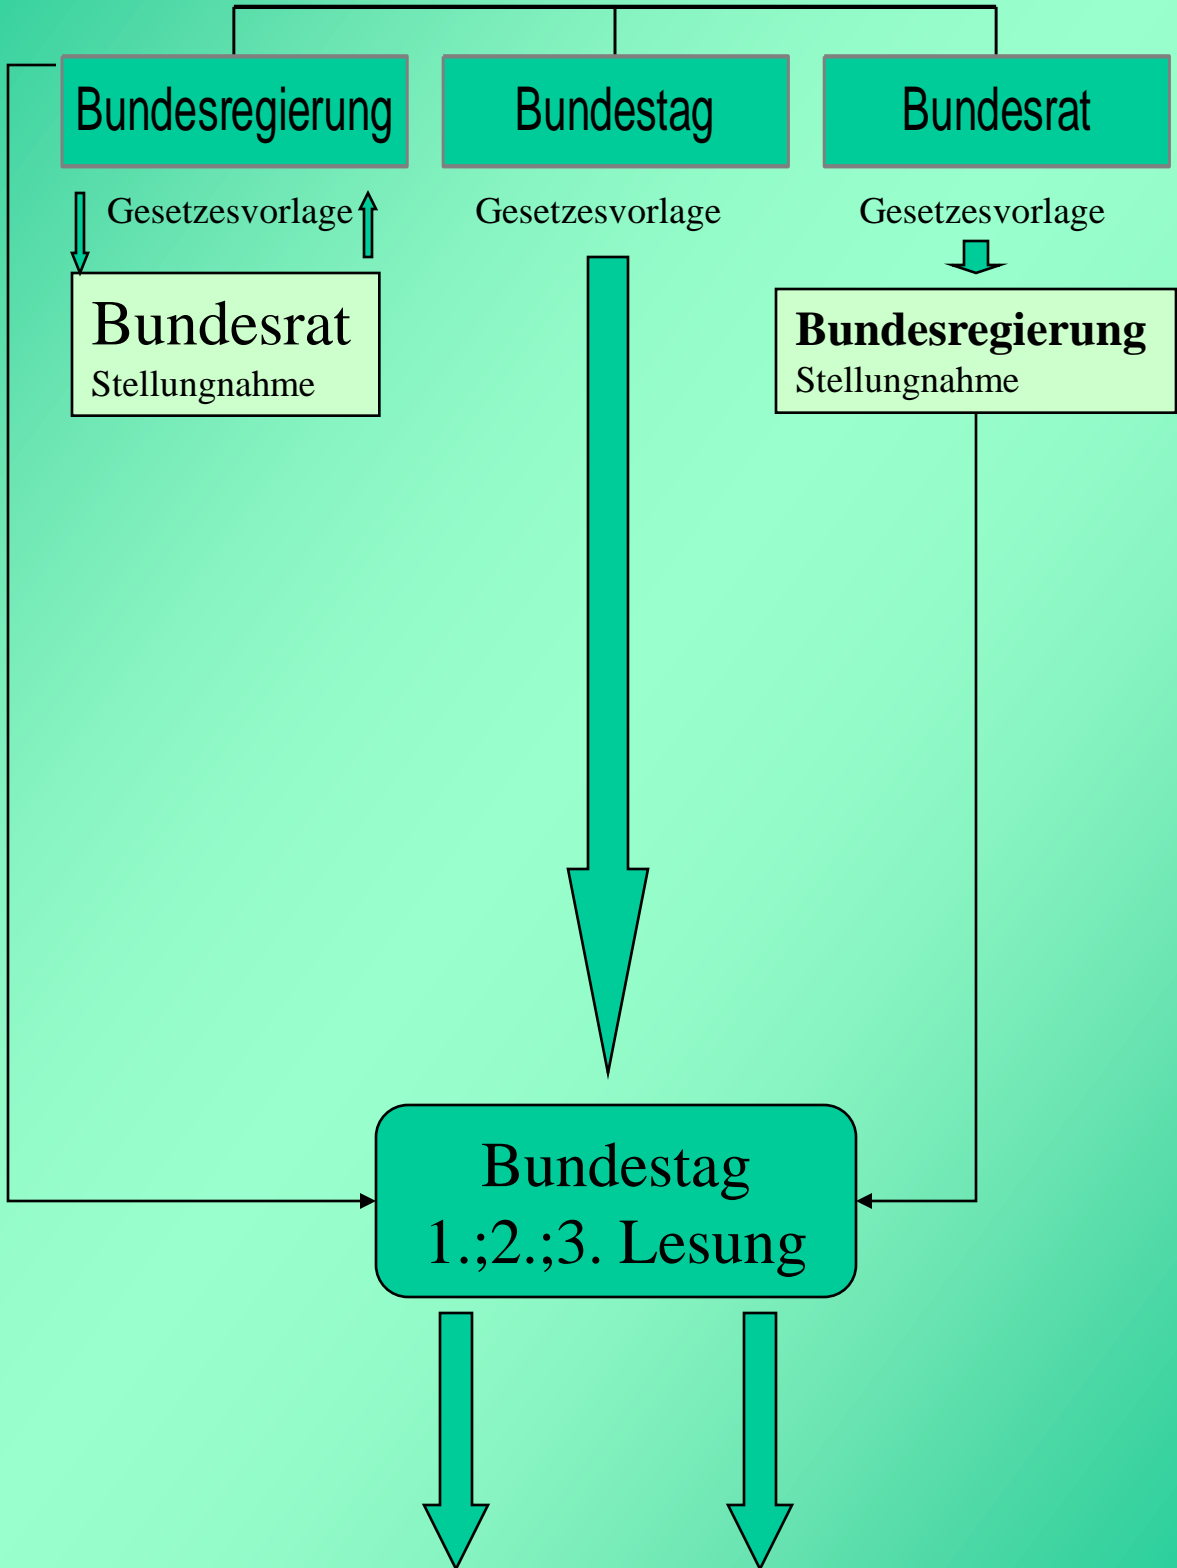 Bundesregierung
Bundestag
Bundesrat
Gesetzesvorlage
Gesetzesvorlage
Gesetzesvorlage
Bundesrat
Stellungnahme
Bundesregierung
Stellungnahme
Bundestag
1.;2.;3. Lesung